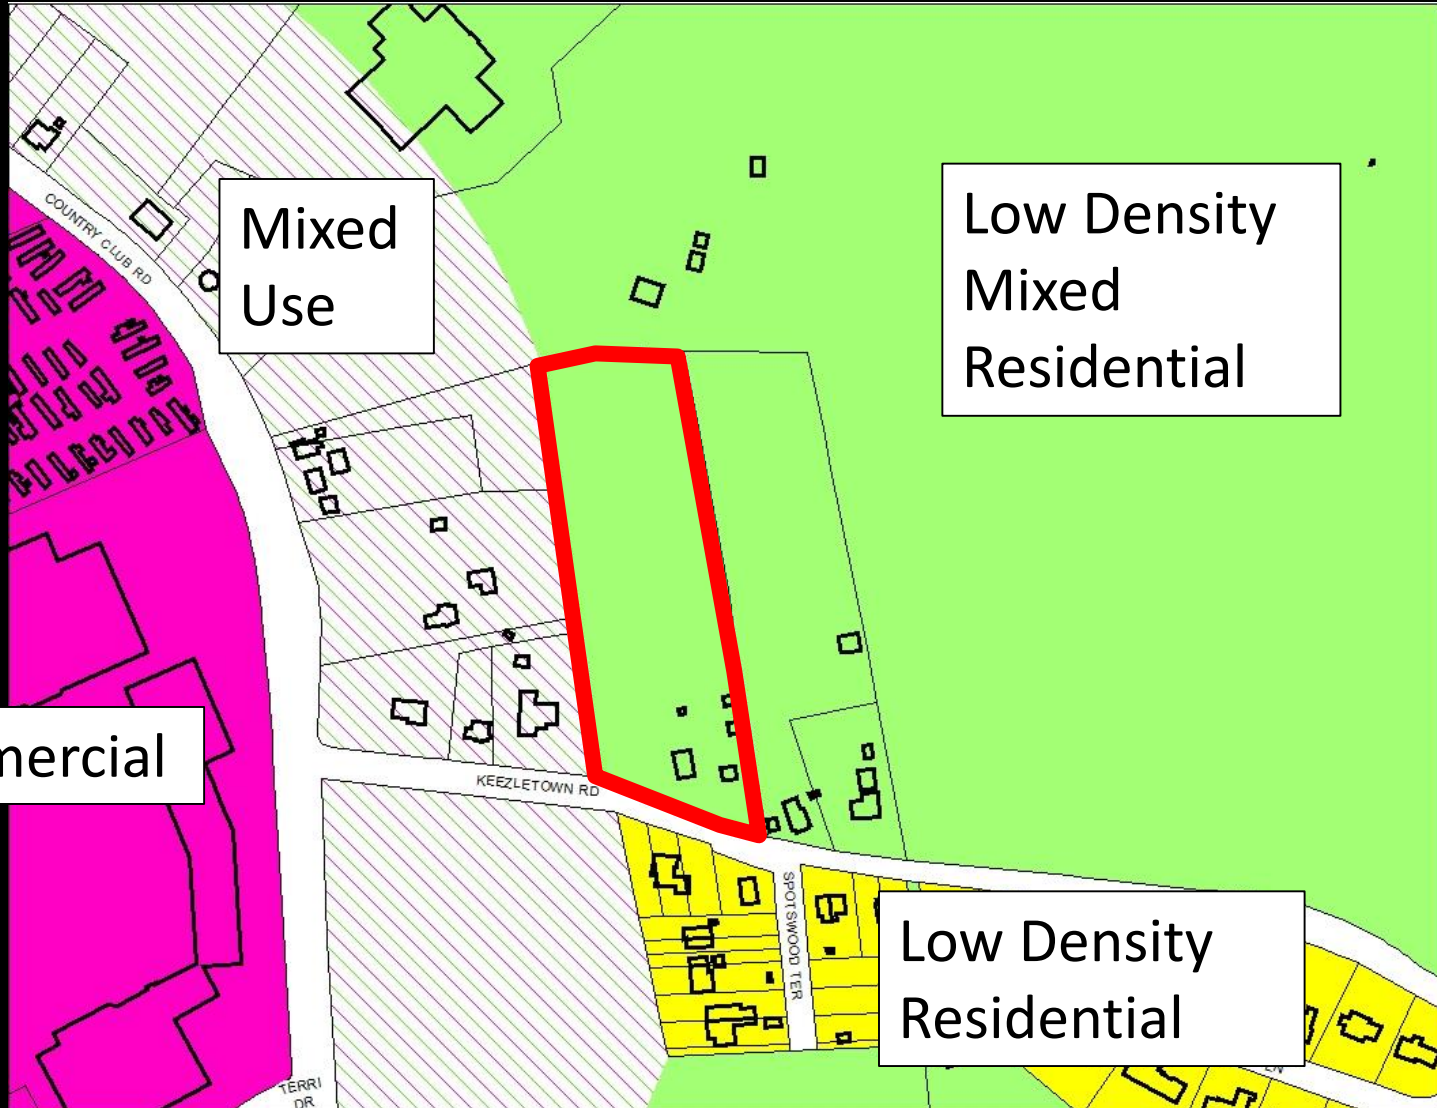 COUNTRY CLUB RD
Mixed
Use
Low Density
Mixed
Residential
mercial
KEEZLETOWN RD
SPOTSWOOD TER
Low Density
Residential
LN
TERRI
DR